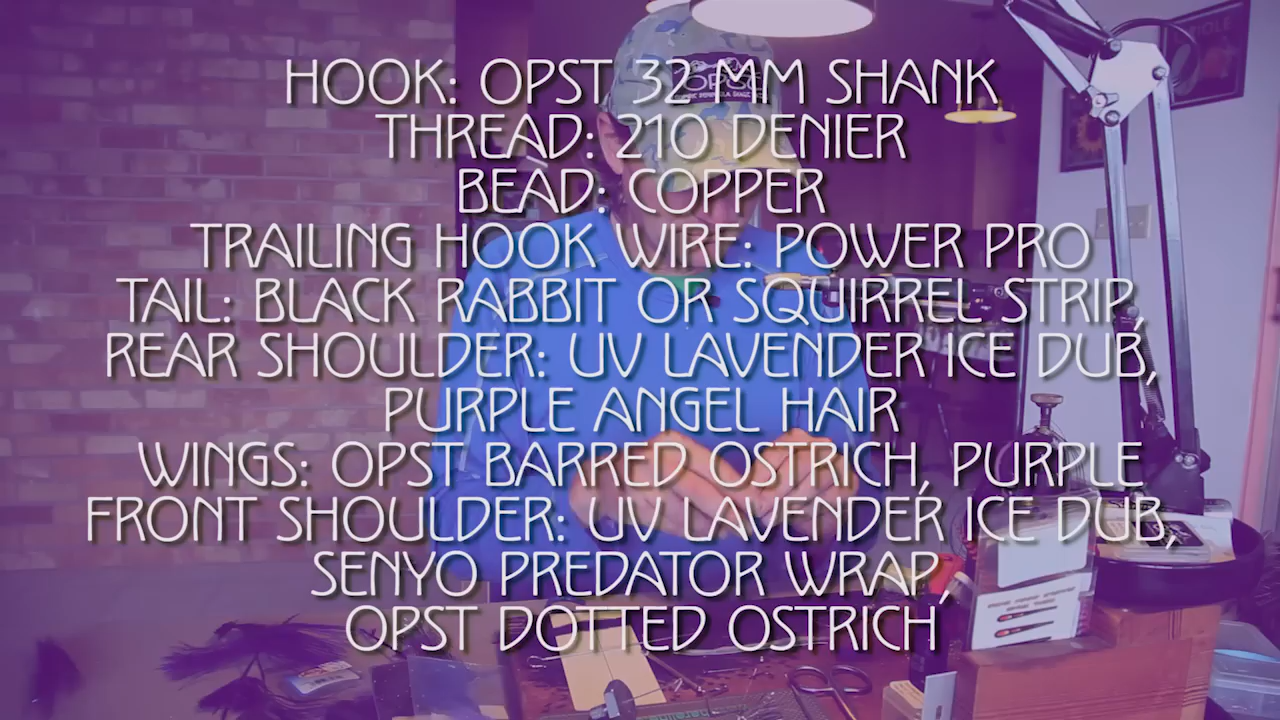 HOOK: OPST 32 MM SHANK
THREAD: 210 DENIER
BEAD: COPPER
TRAILING HOOK WIRE: POWER PRO
TAIL: BLACK RABBIT OR SQUIRREL STRIP,
REAR SHOULDER: UV LAVENDER ICE DUB,
PURPLE ANGEL HAIR
WINGS: OPST BARRED OSTRICH, PURPLE
FRONT SHOULDER: UV LAVENDER ICE DUB,
SENYO PREDATOR WRAP,
OPST DOTTED OSTRICH